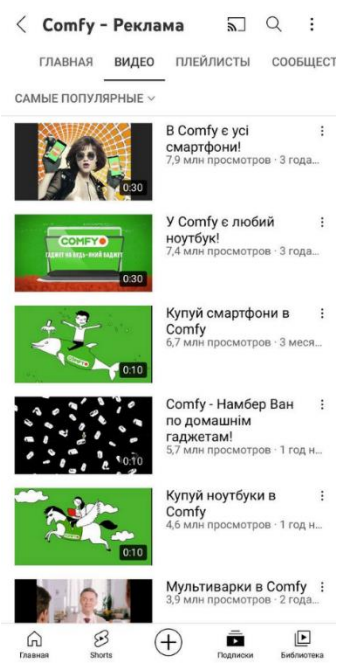 Comfy - Реклама
ГЛАВНАЯ ВИДЕО ПЛЕЙЛИСТЫ СООБЩЕСТ
САМЫЕ ПОПУЛЯРНЫЕ
В Comfy є усі
смартфони!
7,9 млн просмотров · 3 года...
0:30
У Comfy є любий
ноутбук!
7,4 млн просмотров · 3 года...
COMFY
ГАДЖЕТ НА БУДЬ-ЯКИЙ БАДЖЕТ
0:30
Купуй смартфони в
Comfy
6,7 млн просмотров · 3 меся...
0:10
Comfy - Намбер Ван
по домашнім
гаджетам!
5,7 млн просмотров · 1 год н...
0:10
Купуй ноутбуки в
Comfy
4,6 млн просмотров · 1 год н...
0:10
Мультиварки в Comfy
3,9 млн просмотров · 2 года...
Главная Shorts Подписки Библиотека